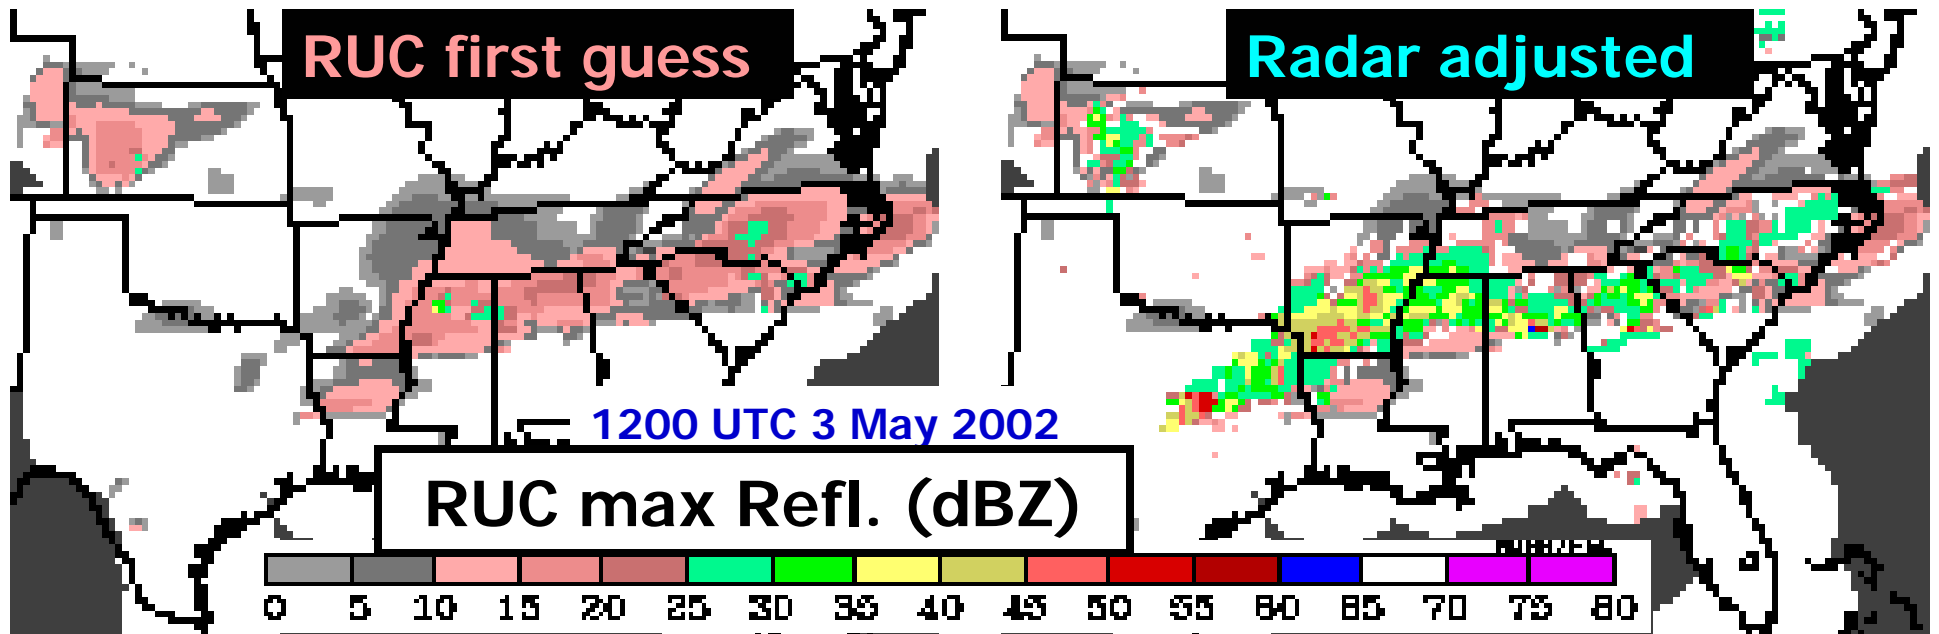 RUC first guess
Radar adjusted
1200 UTC 3 May 2002
RUC max Refl. (dBZ)
0 5 10 15 20 25 30 35 40 45 50 55 60 65 70 75 80